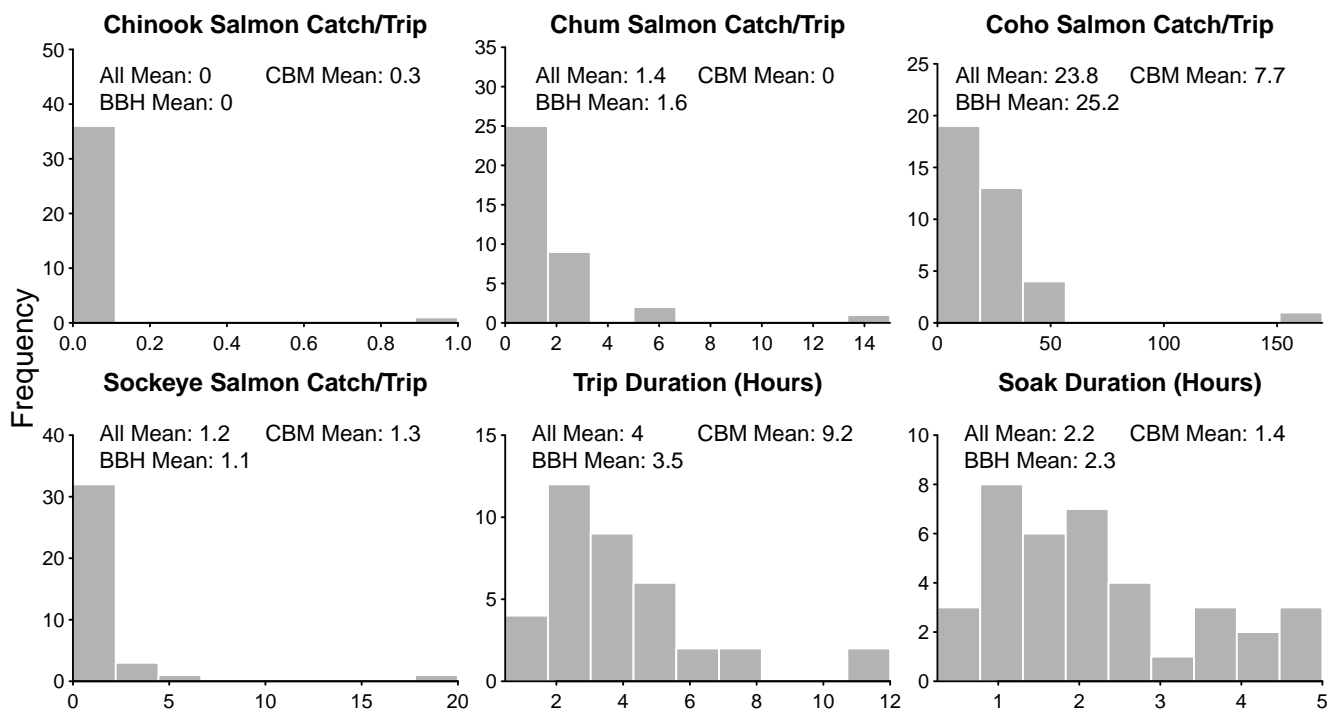 Chinook Salmon Catch/Trip
All Mean: 0 CBM Mean: 0.3
BBH Mean: 0
50
40
30
20
10
0
0.0 0.2 0.4 0.6 0.8 1.0
Chum Salmon Catch/Trip
All Mean: 1.4 CBM Mean: 0
BBH Mean: 1.6
35
30
25
20
15
10
5
0
0 2 4 6 8 10 12 14
Coho Salmon Catch/Trip
All Mean: 23.8 CBM Mean: 7.7
BBH Mean: 25.2
25
20
15
10
5
0
0 50 100 150
Frequency
Sockeye Salmon Catch/Trip
All Mean: 1.2 CBM Mean: 1.3
BBH Mean: 1.1
40
30
20
10
0
0 5 10 15 20
Trip Duration (Hours)
All Mean: 4 CBM Mean: 9.2
BBH Mean: 3.5
15
10
5
0
2 4 6 8 10 12
Soak Duration (Hours)
All Mean: 2.2 CBM Mean: 1.4
BBH Mean: 2.3
10
8
6
4
2
0
1 2 3 4 5